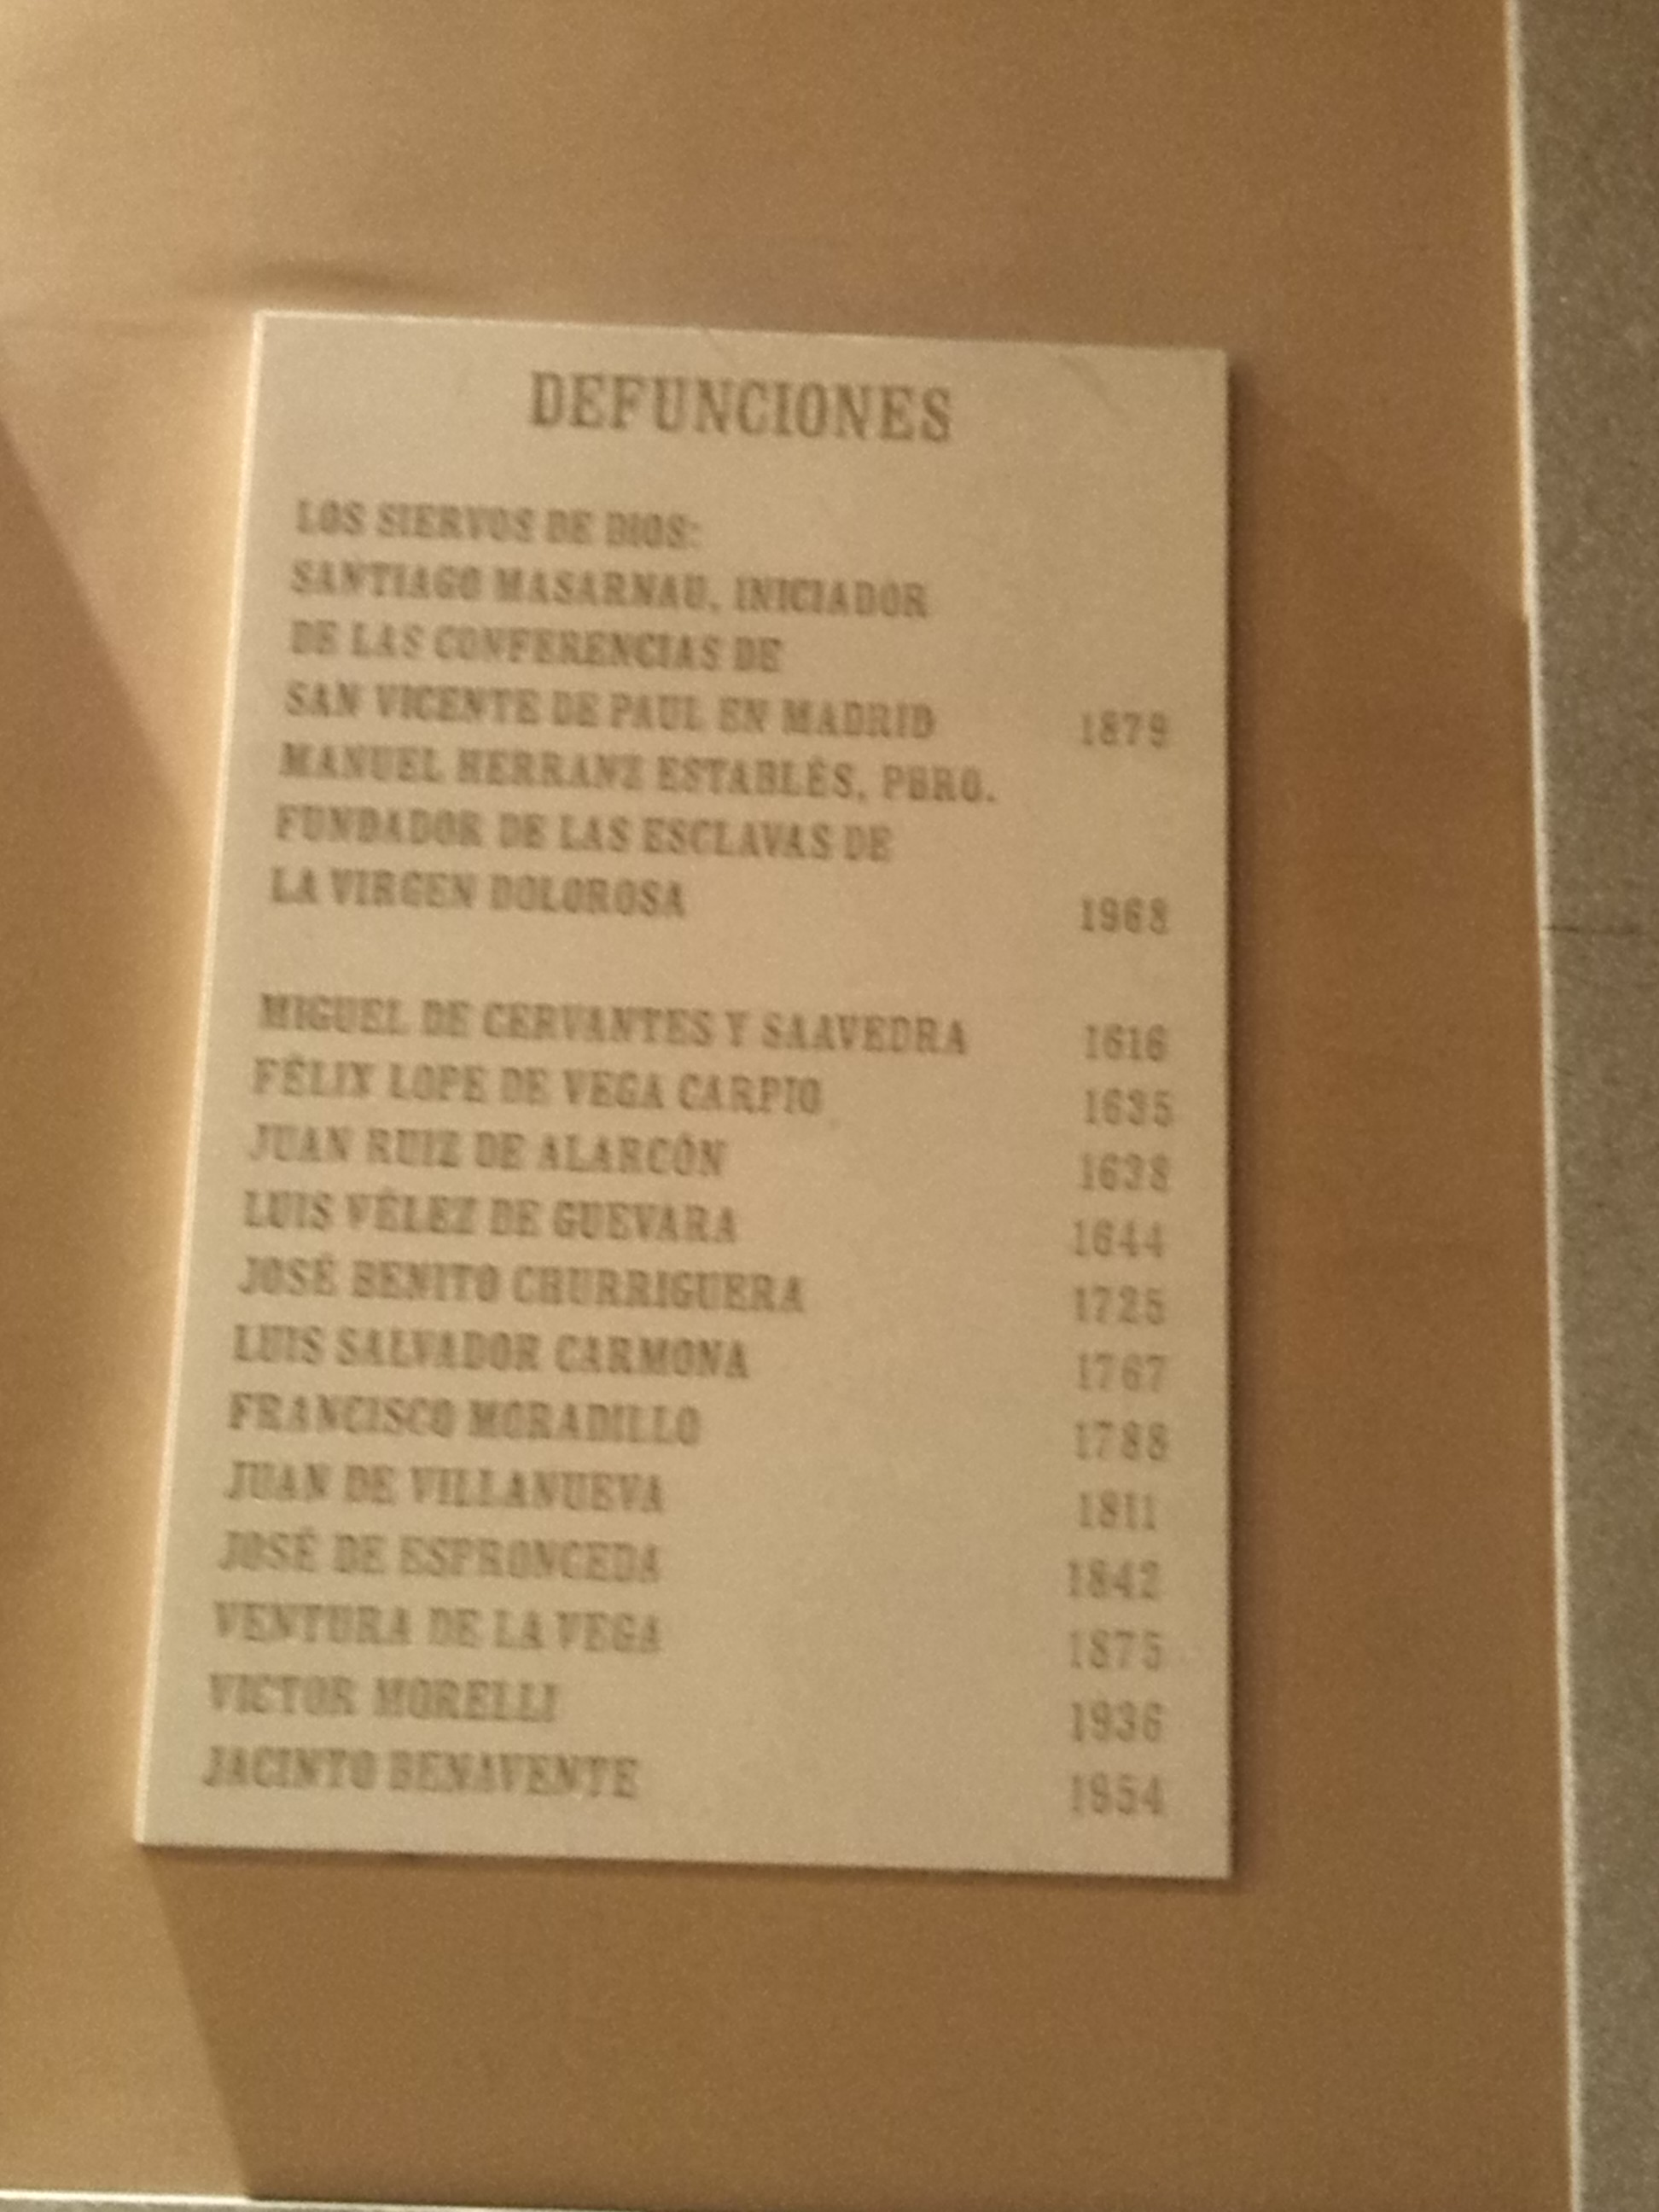 DEFUNCIONES
LOS SIERVOS DE DIOS:
SANTIAGO MASARNAU, INICIADOR
DE LAS CONFERENCIAS DE
SAN VICENTE DE PAUL EN MADRID 1879
MANUEL HERRANZ ESTABLÉS, PBRO.
FUNDADOR DE LAS ESCLAVAS DE
LA VIRGEN DOLOROSA 1968
MIGUEL DE CERVANTES Y SAAVEDRA 1616
FÉLIX LOPE DE VEGA CARPIO 1635
JUAN RUIZ DE ALARCÓN 1638
LUIS VÉLEZ DE GUEVARA 1644
JOSÉ BENITO CHURRIGUERA 1725
LUIS SALVADOR CARMONA 1767
FRANCISCO MORADILLO 1788
JUAN DE VILLANUEVA 1811
JOSÉ DE ESPRONCEDA 1842
VENTURA DE LA VEGA 1875
VICTOR MORELLI 1936
JACINTO BENAVENTE 1954